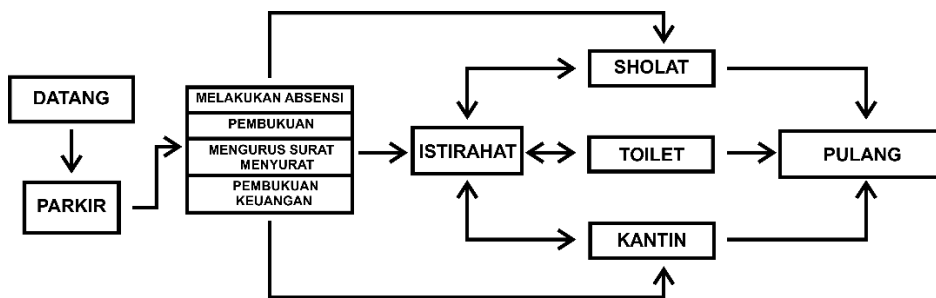 DATANG
PARKIR
MELAKUKAN ABSENSI
PEMBUKUAN
MENGURUS SURAT
MENYURAT
PEMBUKUAN
KEUANGAN
ISTIRAHAT
SHOLAT
TOILET
KANTIN
PULANG